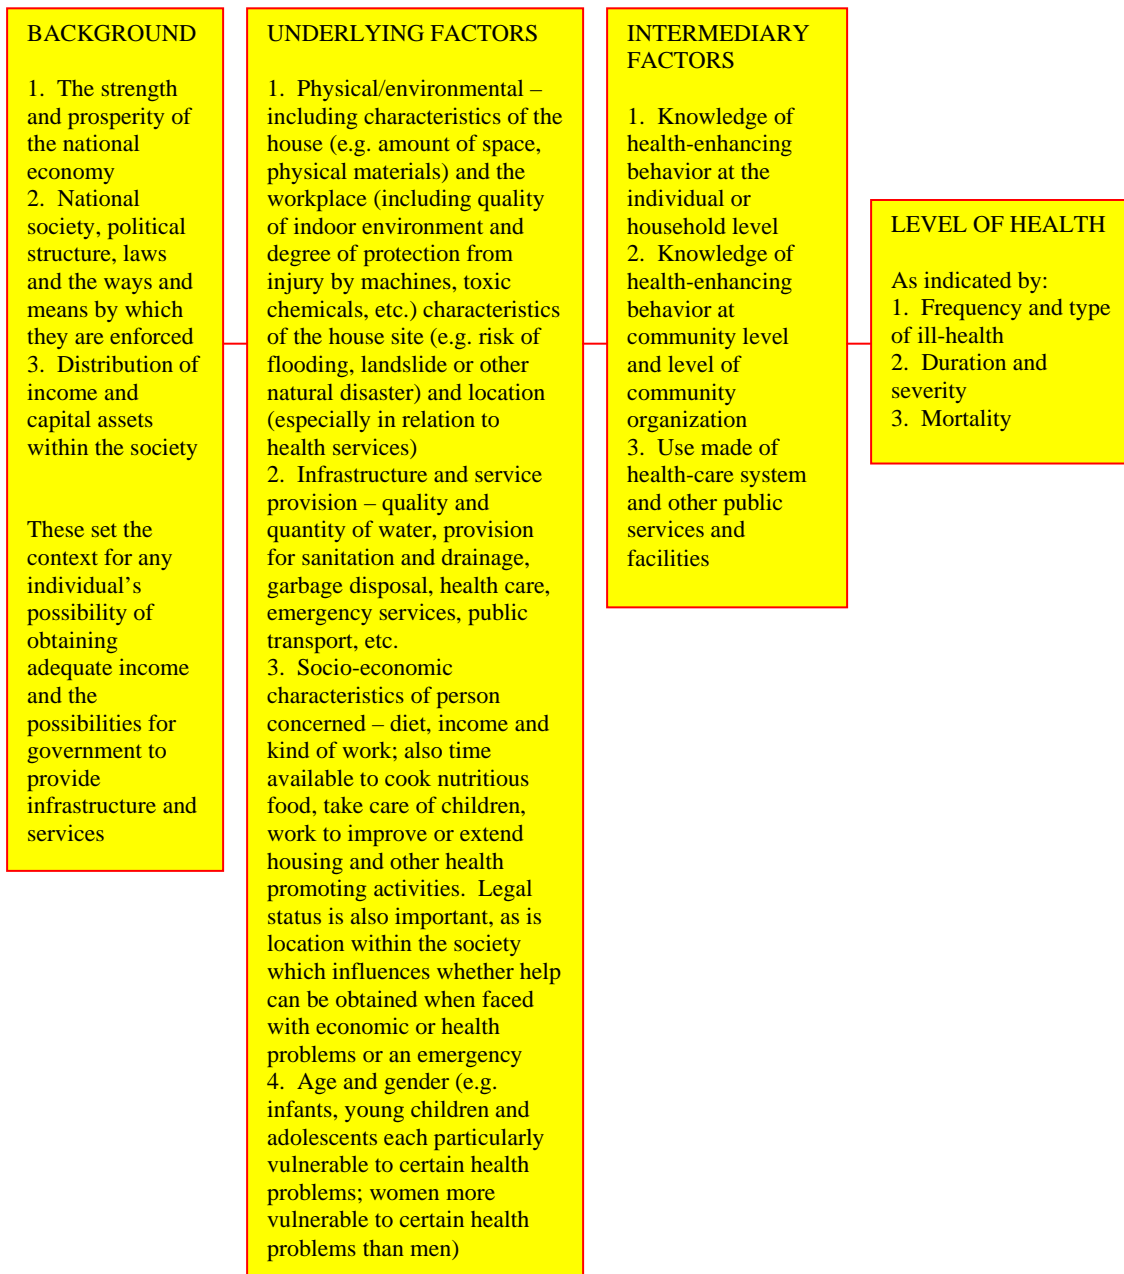 BACKGROUND
1. The strength
and prosperity of
the national
economy
2. National
society, political
structure, laws
and the ways and
means by which
they are enforced
3. Distribution of
income and
capital assets
within the society
These set the
context for any
individual’s
possibility of
obtaining
adequate income
and the
possibilities for
government to
provide
infrastructure and
services
UNDERLYING FACTORS
1. Physical/environmental –
including characteristics of the
house (e.g. amount of space,
physical materials) and the
workplace (including quality
of indoor environment and
degree of protection from
injury by machines, toxic
chemicals, etc.) characteristics
of the house site (e.g. risk of
flooding, landslide or other
natural disaster) and location
(especially in relation to
health services)
2. Infrastructure and service
provision – quality and
quantity of water, provision
for sanitation and drainage,
garbage disposal, health care,
emergency services, public
transport, etc.
3. Socio-economic
characteristics of person
concerned – diet, income and
kind of work; also time
available to cook nutritious
food, take care of children,
work to improve or extend
housing and other health
promoting activities. Legal
status is also important, as is
location within the society
which influences whether help
can be obtained when faced
with economic or health
problems or an emergency
4. Age and gender (e.g.
infants, young children and
adolescents each particularly
vulnerable to certain health
problems; women more
vulnerable to certain health
problems than men)
INTERMEDIARY
FACTORS
1. Knowledge of
health-enhancing
behavior at the
individual or
household level
2. Knowledge of
health-enhancing
behavior at
community level
and level of
community
organization
3. Use made of
health-care system
and other public
services and
facilities
LEVEL OF HEALTH
As indicated by:
1. Frequency and type
of ill-health
2. Duration and
severity
3. Mortality